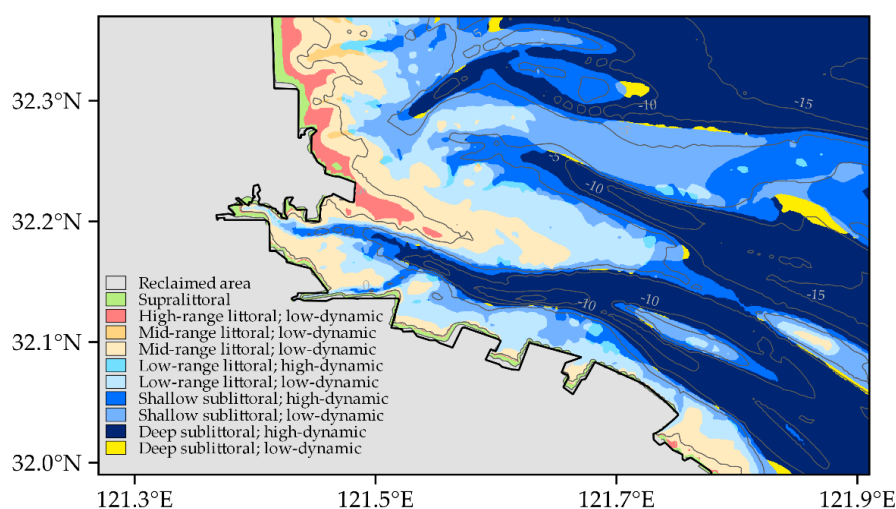 32.3°N
32.2°N
32.1°N
32.0°N
-15
-10
-5
-10
0
-10
-10
-15
Reclaimed area
Supralittoral
High-range littoral; low-dynamic
Mid-range littoral; low-dynamic
Mid-range littoral; low-dynamic
Low-range littoral; high-dynamic
Low-range littoral; low-dynamic
Shallow sublittoral; high-dynamic
Shallow sublittoral; low-dynamic
Deep sublittoral; high-dynamic
Deep sublittoral; low-dynamic
121.3°E
121.5°E
121.7°E
121.9°E